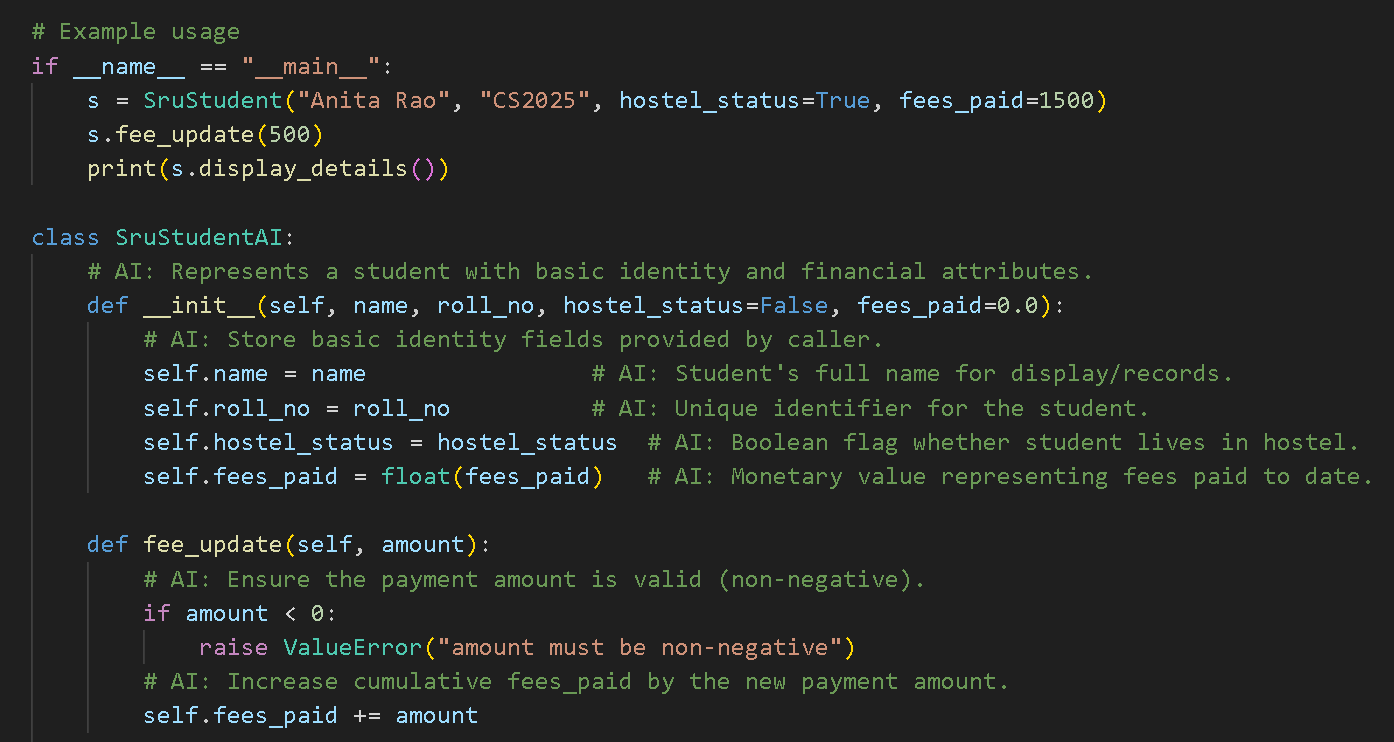 # Example usage
if __name__ == "__main__":
    s = SruStudent("Anita Rao", "CS2025", hostel_status=True, fees_paid=1500)
    s.fee_update(500)
    print(s.display_details())

class SruStudentAI:
    # AI: Represents a student with basic identity and financial attributes.
    def __init__(self, name, roll_no, hostel_status=False, fees_paid=0.0):
        # AI: Store basic identity fields provided by caller.
        self.name = name                # AI: Student's full name for display/records.
        self.roll_no = roll_no          # AI: Unique identifier for the student.
        self.hostel_status = hostel_status  # AI: Boolean flag whether student lives in hostel.
        self.fees_paid = float(fees_paid)   # AI: Monetary value representing fees paid to date.

    def fee_update(self, amount):
        # AI: Ensure the payment amount is valid (non-negative).
        if amount < 0:
            raise ValueError("amount must be non-negative")
        # AI: Increase cumulative fees_paid by the new payment amount.
        self.fees_paid += amount